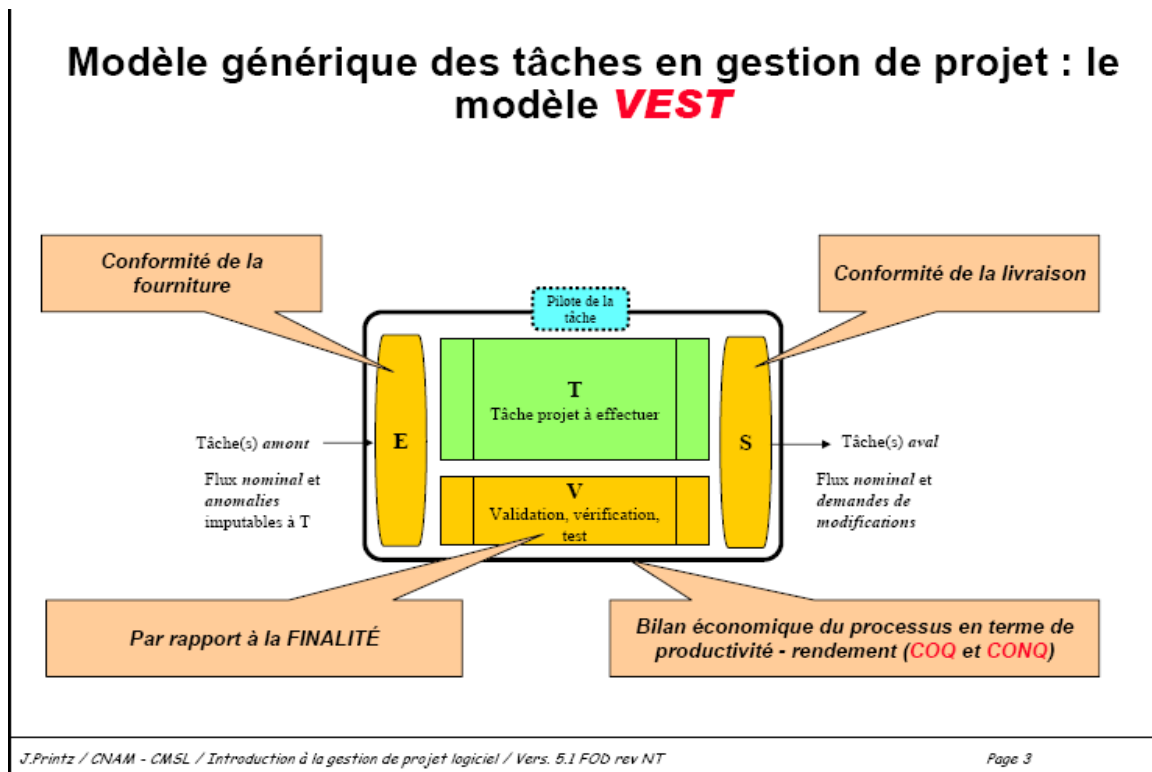 Modèle générique des tâches en gestion de projet : le
modèle VEST
Conformité de la
fourniture
Conformité de la livraison
Pilote de la
tâche
T
Tâche projet à effectuer
E
S
Tâche(s) amont
Tâche(s) aval
Flux nominal et
anomalies
imputables à T
Flux nominal et
demandes de
modifications
V
Validation, vérification,
test
Par rapport à la FINALITÉ
Bilan économique du processus en terme de
productivité - rendement (COQ et CONQ)
J.Printz / CNAM - CMSL / Introduction à la gestion de projet logiciel / Vers. 5.1 FOD rev NT
Page 3